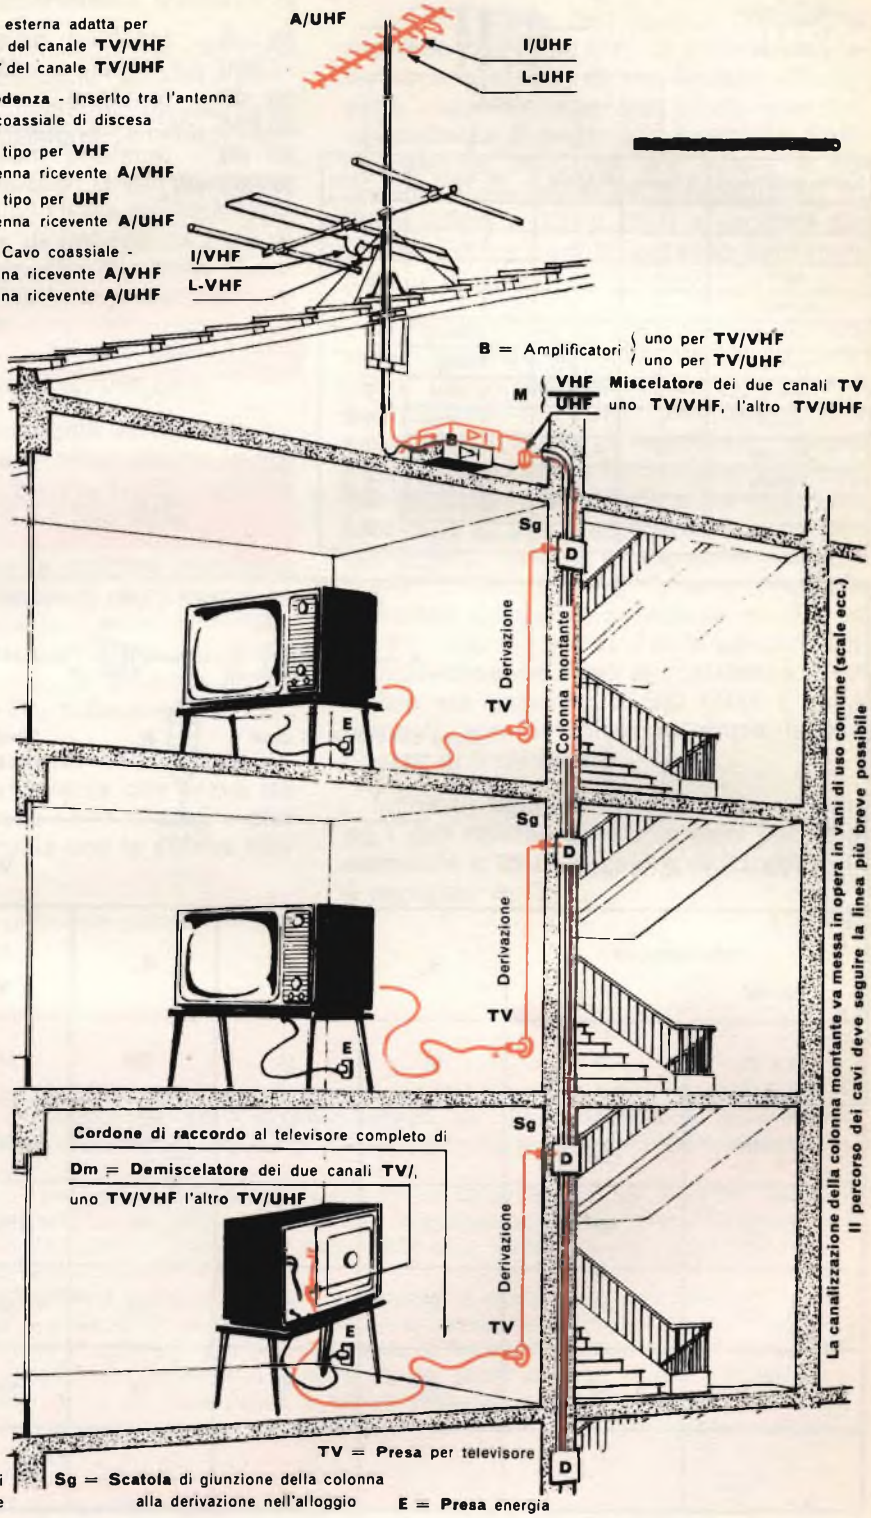 esterna adatta per
del canale TV/VHF
del canale TV/UHF
denza - Inserito tra l'antenna
coassiale di discesa
tipo per VHF
enna ricevente A/VHF
tipo per UHF
enna ricevente A/UHF
Cavo coassiale -
na ricevente A/VHF
na ricevente A/UHF
A/UHF
I/UHF
L-UHF
I/VHF
L-VHF
B = Amplificatori { uno per TV/VHF
uno per TV/UHF
M { VHF Miscelatore dei due canali TV
UHF uno TV/VHF, l'altro TV/UHF
B
Sg
D
Derivazione
Colonna montante
TV
E
Sg
D
Derivazione
TV
E
Sg
D
Cordone di raccordo al televisore completo di
Dm = Demiscelatore dei due canali TV/,
uno TV/VHF l'altro TV/UHF
Derivazione
TV
E
La canalizzazione della colonna montante va messa in opera in vani di uso comune (scale ecc.)
Il percorso dei cavi deve seguire la linea più breve possibile
TV = Presa per televisore
D
i
Sg = Scatola di giunzione della colonna
e
alla derivazione nell'alloggio
E = Presa energia